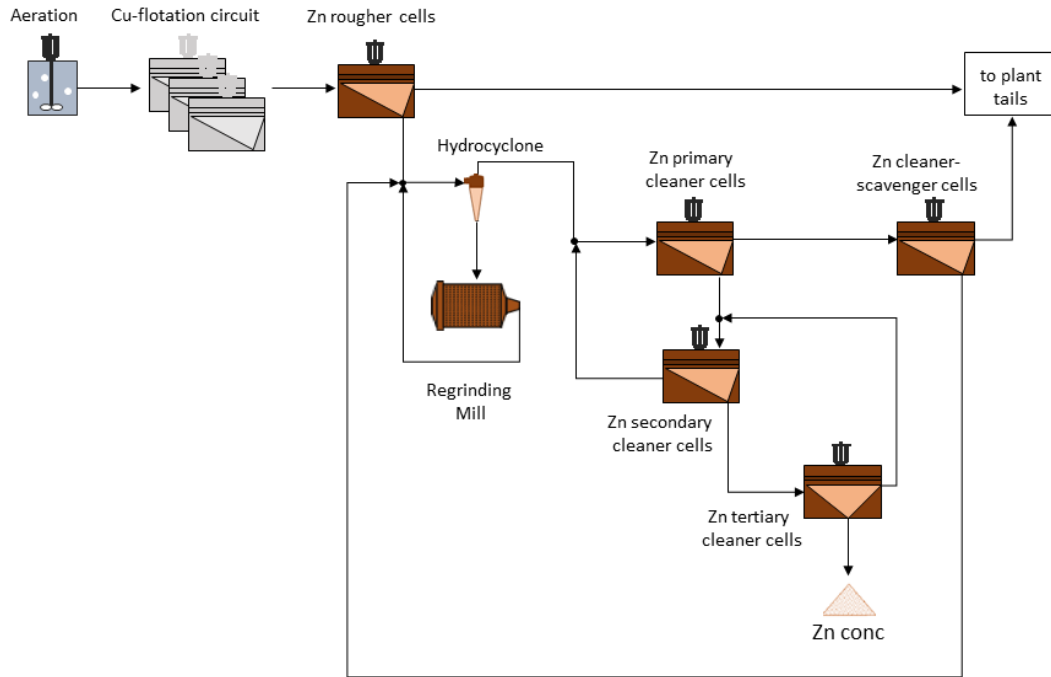 Aeration
Cu-flotation circuit
Zn rougher cells
to plant
tails
Hydrocyclone
Zn primary
cleaner cells
Zn cleaner-
scavenger cells
Regrinding
Mill
Zn secondary
cleaner cells
Zn tertiary
cleaner cells
Zn conc